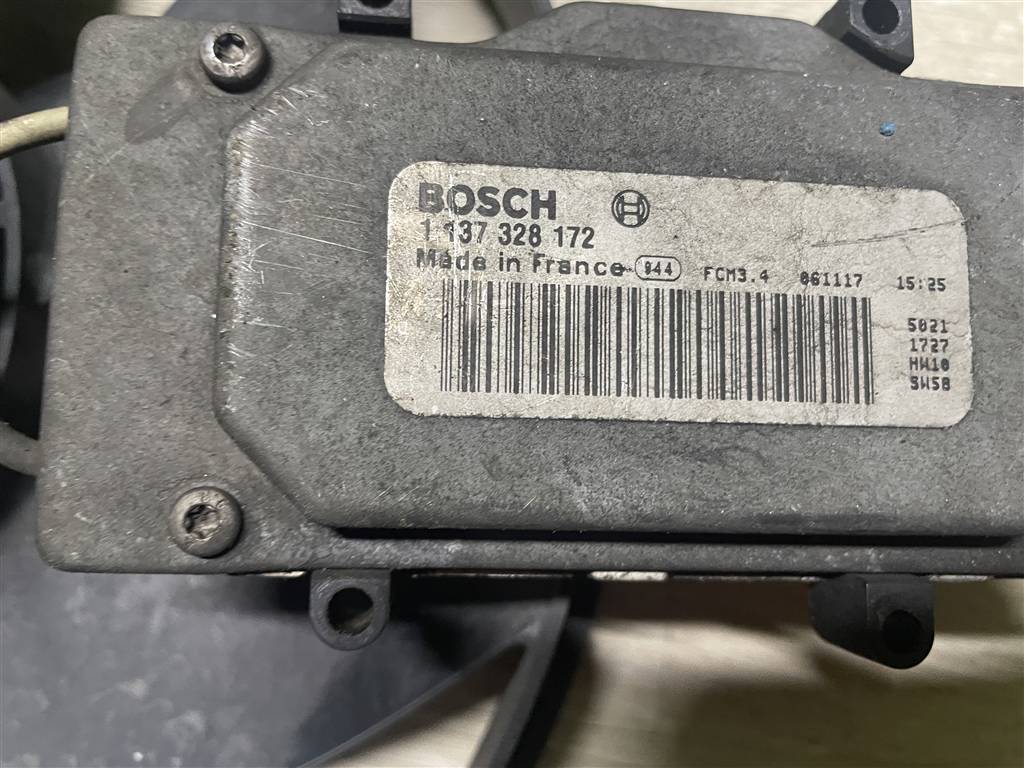 BOSCH
1 137 328 172
Made in France 944 FCM3.4 061117 15:25
5021
1727
HW10
SW58